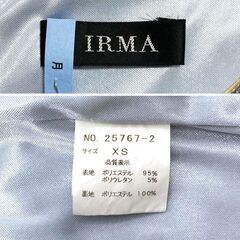 IRMA
月
NO. 25767-2
サイズ XS
品質表示
表地 ポリエステル 95%
ポリウレタン 5%
裏地 ポリエステル 100%